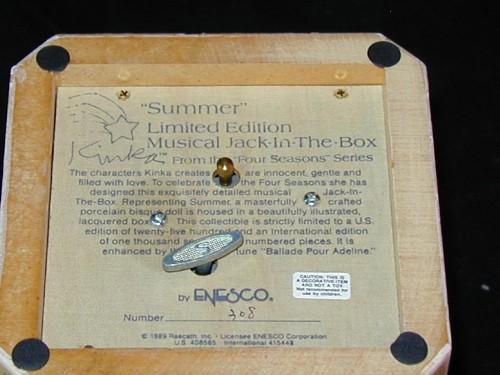 "Summer"
Limited Edition
Musical Jack-In-The-Box
Kinka From the "Four Seasons" Series
The characters Kinka creates are innocent, gentle and
filled with love. To celebrate the Four Seasons she has
designed this exquisitely detailed musical Jack-In-
The-Box. Representing Summer, a masterfully crafted
porcelain bisque doll is housed in a beautifully illustrated,
lacquered box. This collectible is strictly limited to a U.S.
edition of twenty-five hundred and an International edition
of one thousand numbered pieces. It is
enhanced by tune "Ballade Pour Adeline."
CAUTION: THIS IS
A DECORATIVE ITEM
AND NOT A TOY.
Not recommended for
use by children.
by ENESCO®
Number 308
© 1989 Raecath, Inc. • Licensee ENESCO Corporation
U.S. 408565 International 415443